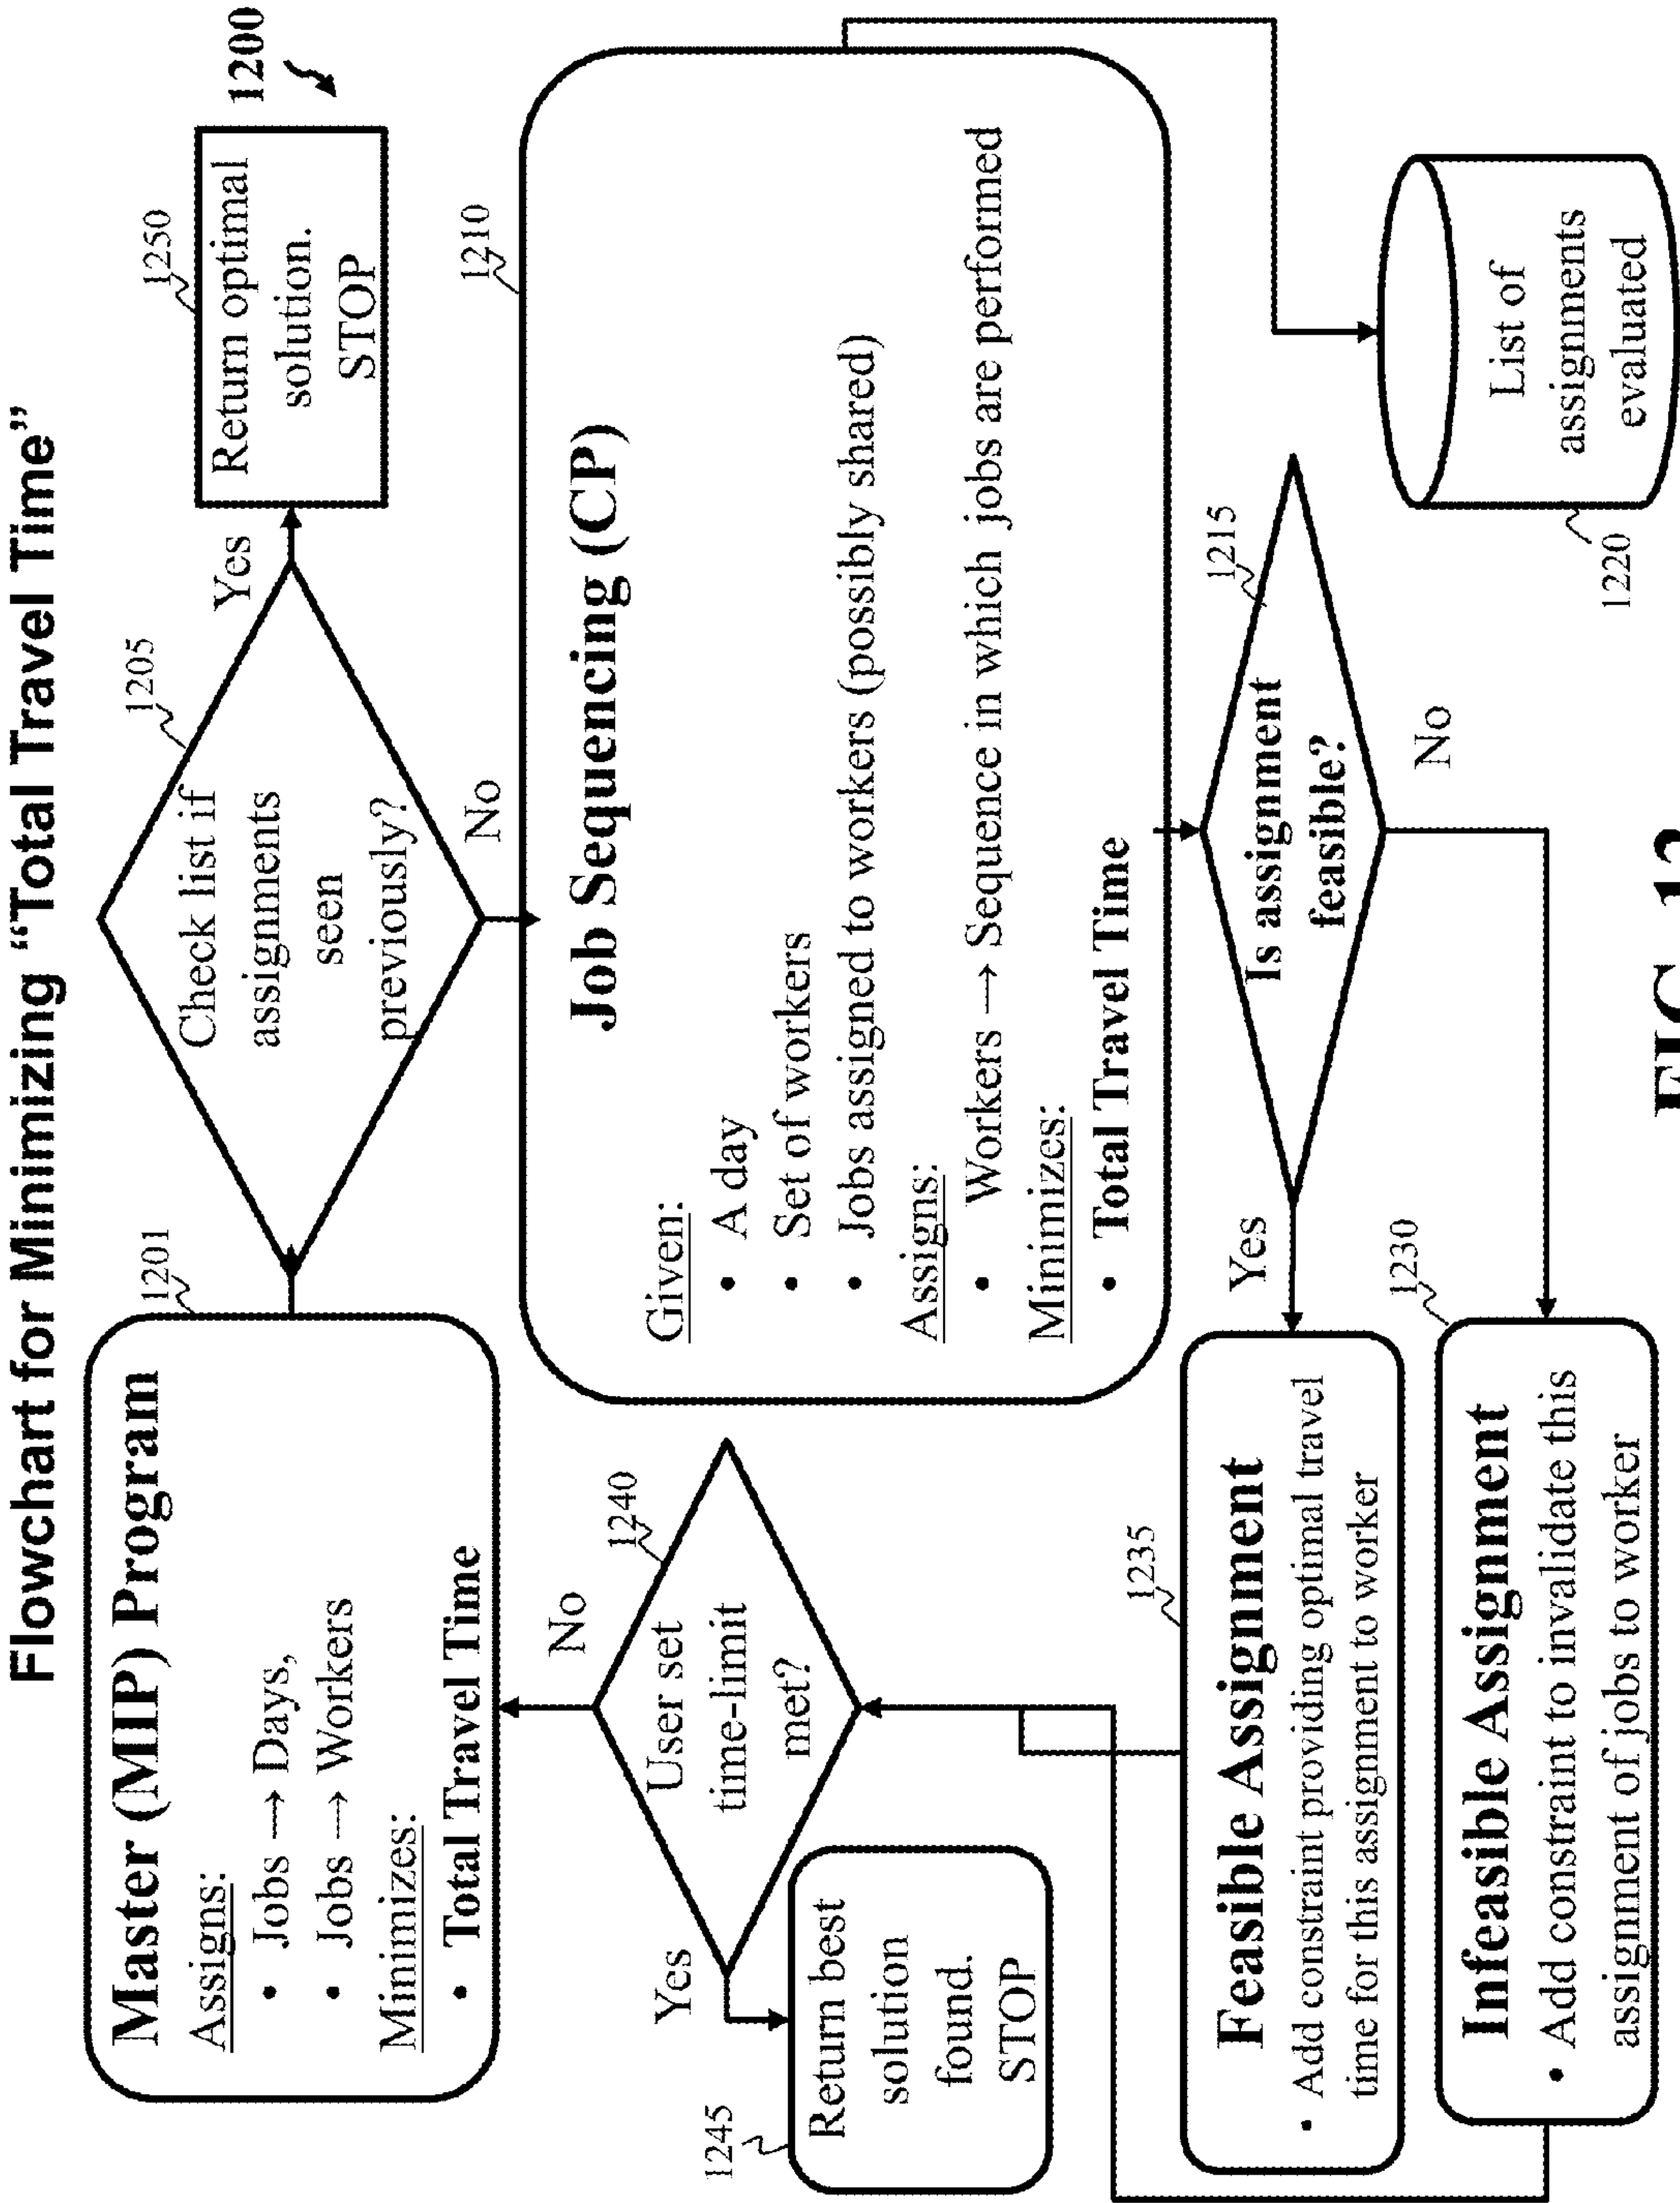 Flowchart for Minimizing “Total Travel Time”
1200
1201
Master (MIP) Program
Assigns:
• Jobs → Days,
• Jobs → Workers
Minimizes:
• Total Travel Time
1205
Check list if
assignments
seen
previously?
Yes
No
1250
Return optimal
solution.
STOP
1210
Job Sequencing (CP)
Given:
• A day
• Set of workers
• Jobs assigned to workers (possibly shared)
Assigns:
• Workers → Sequence in which jobs are performed
Minimizes:
• Total Travel Time
No
1240
User set
time-limit
met?
Yes
1245
Return best
solution
found.
STOP
1215
Is assignment
feasible?
Yes
No
1235
Feasible Assignment
• Add constraint providing optimal travel
time for this assignment to worker
1230
Infeasible Assignment
• Add constraint to invalidate this
assignment of jobs to worker
1220
List of
assignments
evaluated
FIG. 12